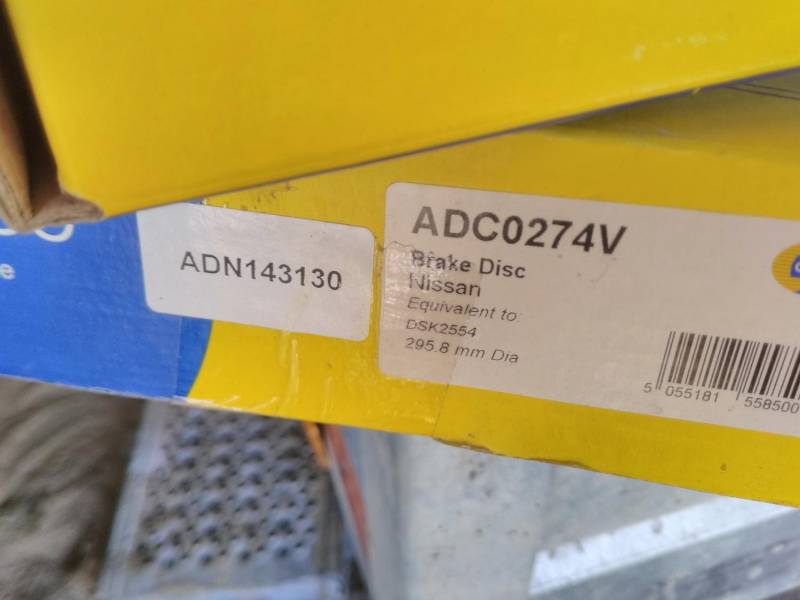 ADN143130
ADC0274V
Brake Disc
Nissan
Equivalent to:
DSK2554
295.8 mm Dia
5 055181 558500